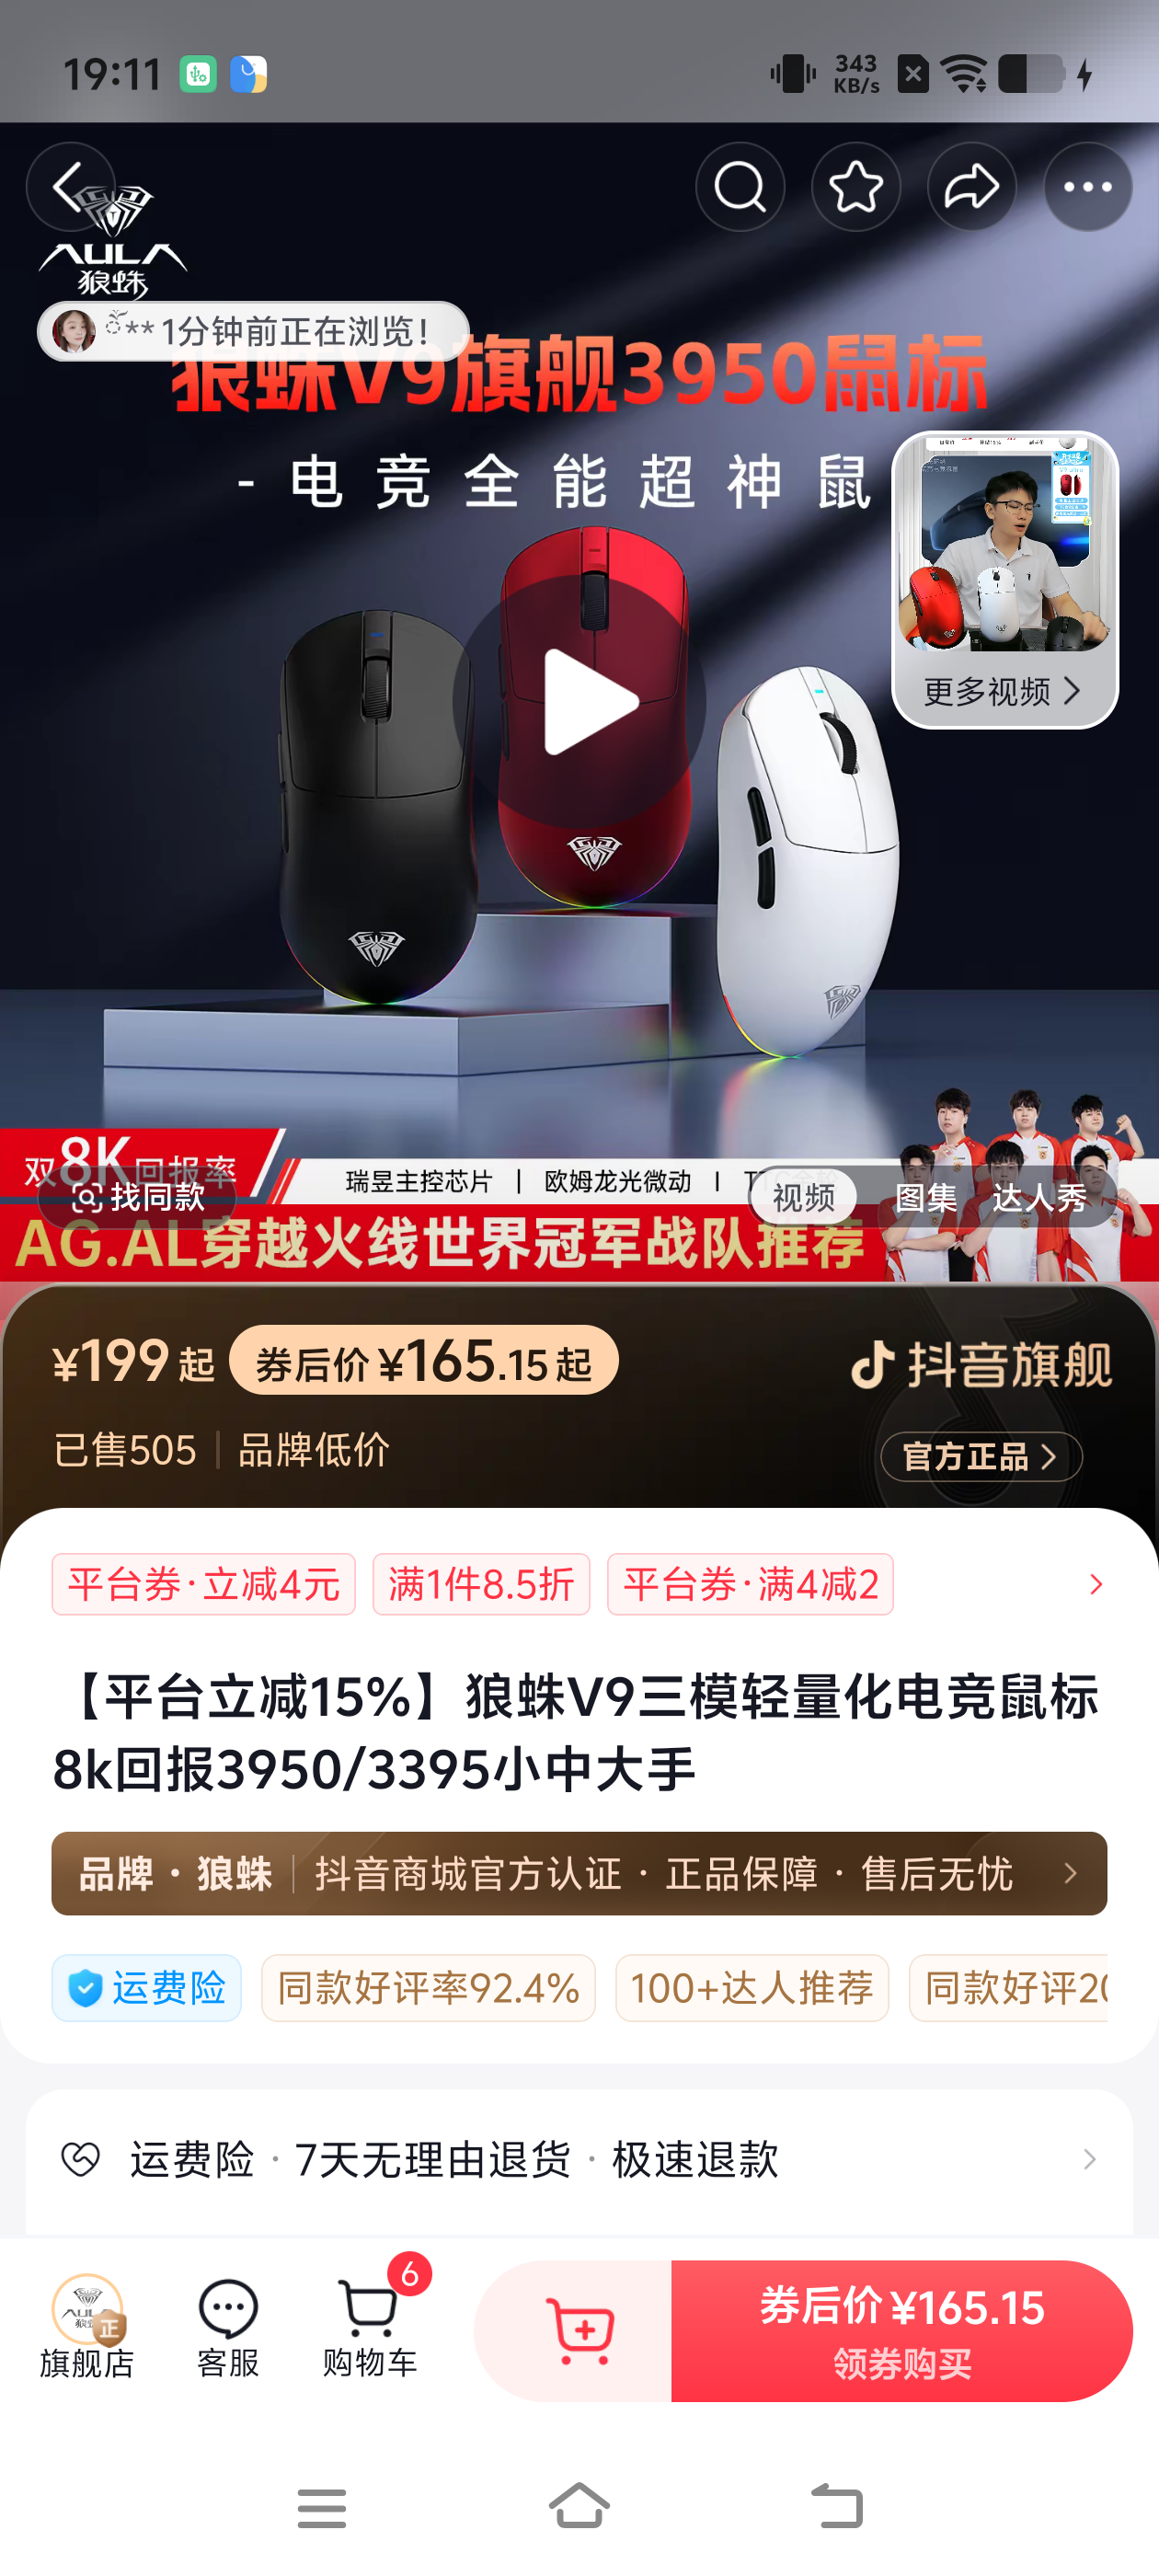 19:11
343
KB/s
AULA
狼蛛
** 1分钟前正在浏览!
狼蛛V9旗舰3950鼠标
- 电竞全能超神鼠
更多视频
双8K回报率
瑞昱主控芯片 | 欧姆龙光微动 |
找同款
视频 图集 达人秀
AG.AL穿越火线世界冠军战队推荐
¥199起 券后价 ¥165.15起
抖音旗舰
已售505 | 品牌低价
官方正品
平台券·立减4元 满1件8.5折 平台券·满4减2
【平台立减15%】狼蛛V9三模轻量化电竞鼠标
8k回报3950/3395小中大手
品牌·狼蛛 | 抖音商城官方认证·正品保障·售后无忧
运费险 同款好评率92.4% 100+达人推荐 同款好评20
运费险·7天无理由退货·极速退款
正
旗舰店
客服
6
购物车
券后价 ¥165.15
领券购买